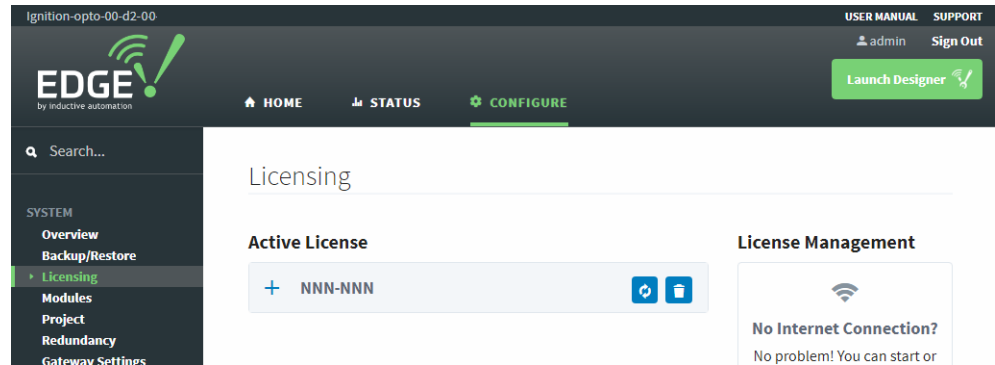 Ignition-opto-00-d2-00-
USER MANUAL SUPPORT
admin Sign Out
EDGE
by inductive automation
Launch Designer
HOME STATUS CONFIGURE
Search...
Licensing
SYSTEM
Overview
Backup/Restore
Licensing
Modules
Project
Redundancy
Gateway Settings
Active License
NNN-NNN
License Management
No Internet Connection?
No problem! You can start or